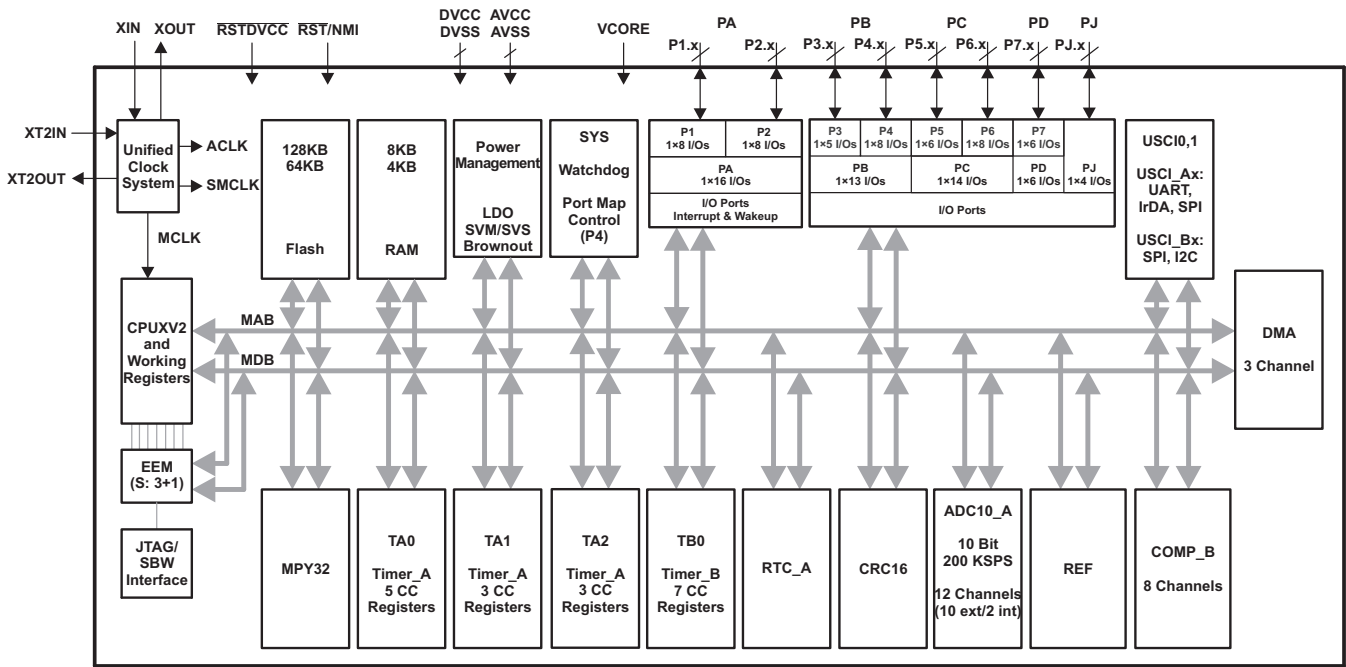 XIN
XOUT
RSTDVCC
RST/NMI
DVCC
DVSS
AVCC
AVSS
VCORE
PA
PB
PC
PD
PJ
P1.x
P2.x
P3.x
P4.x
P5.x
P6.x
P7.x
PJ.x
XT2IN
XT2OUT
Unified
Clock
System
ACLK
SMCLK
MCLK
128KB
64KB
Flash
8KB
4KB
RAM
Power
Management
LDO
SVM/SVS
Brownout
SYS
Watchdog
Port Map
Control
(P4)
P1
1×8 I/Os
P2
1×8 I/Os
PA
1×16 I/Os
I/O Ports
Interrupt & Wakeup
P3
1×5 I/Os
P4
1×8 I/Os
P5
1×6 I/Os
P6
1×8 I/Os
P7
1×6 I/Os
PB
1×13 I/Os
PC
1×14 I/Os
PD
1×6 I/Os
PJ
1×4 I/Os
I/O Ports
USCI0,1
USCI_Ax:
UART,
IrDA, SPI
USCI_Bx:
SPI, I2C
CPUXV2
and
Working
Registers
MAB
MDB
DMA
3 Channel
EEM
(S: 3+1)
JTAG/
SBW
Interface
MPY32
TA0
Timer_A
5 CC
Registers
TA1
Timer_A
3 CC
Registers
TA2
Timer_A
3 CC
Registers
TB0
Timer_B
7 CC
Registers
RTC_A
CRC16
ADC10_A
10 Bit
200 KSPS
12 Channels
(10 ext/2 int)
REF
COMP_B
8 Channels